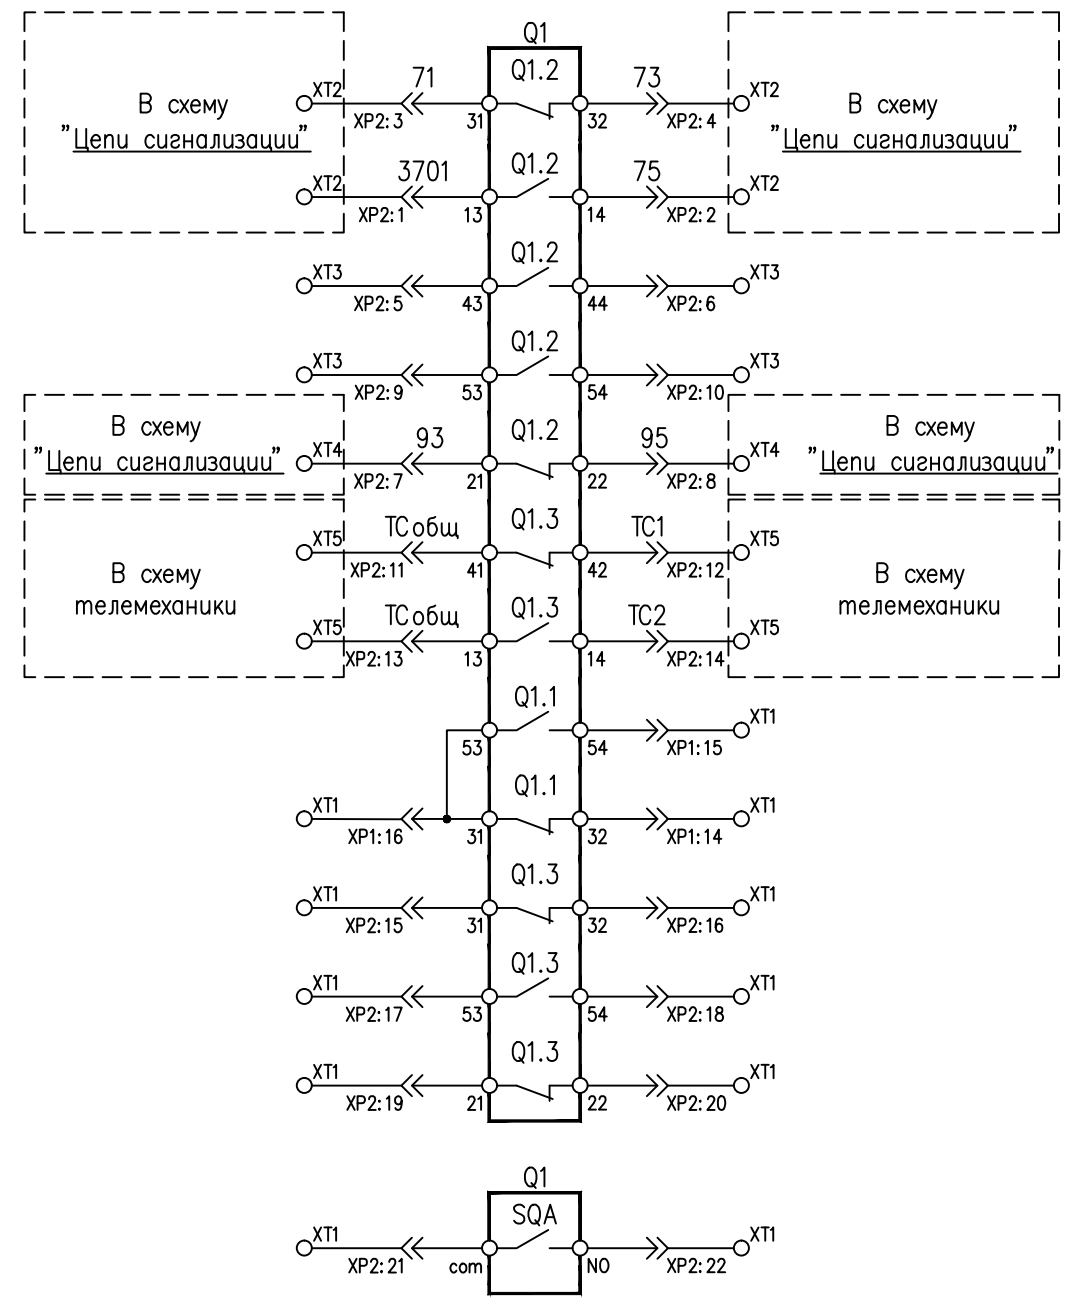 Q1
Q1.2
XT2 71 73 XT2
В схему В схему
XP2:3 31 32 XP2:4
"Цепи сигнализации" "Цепи сигнализации"
Q1.2
XT2 3701 75 XT2
XP2:1 13 14 XP2:2
Q1.2
XT3 XT3
XP2:5 43 44 XP2:6
Q1.2
XT3 XT3
XP2:9 53 54 XP2:10
В схему Q1.2 В схему
XT4 93 95 XT4
"Цепи сигнализации" "Цепи сигнализации"
XP2:7 21 22 XP2:8
Q1.3
XT5 ТСобщ ТС1 XT5
XP2:11 41 42 XP2:12
В схему В схему
телемеханики телемеханики
Q1.3
XT5 ТСобщ ТС2 XT5
XP2:13 13 14 XP2:14
Q1.1
XT1
53 54 XP1:15
Q1.1
XT1 XT1
XP1:16 31 32 XP1:14
Q1.3
XT1 XT1
XP2:15 31 32 XP2:16
Q1.3
XT1 XT1
XP2:17 53 54 XP2:18
Q1.3
XT1 XT1
XP2:19 21 22 XP2:20
Q1
SQA
XT1 XT1
XP2:21 com NO XP2:22